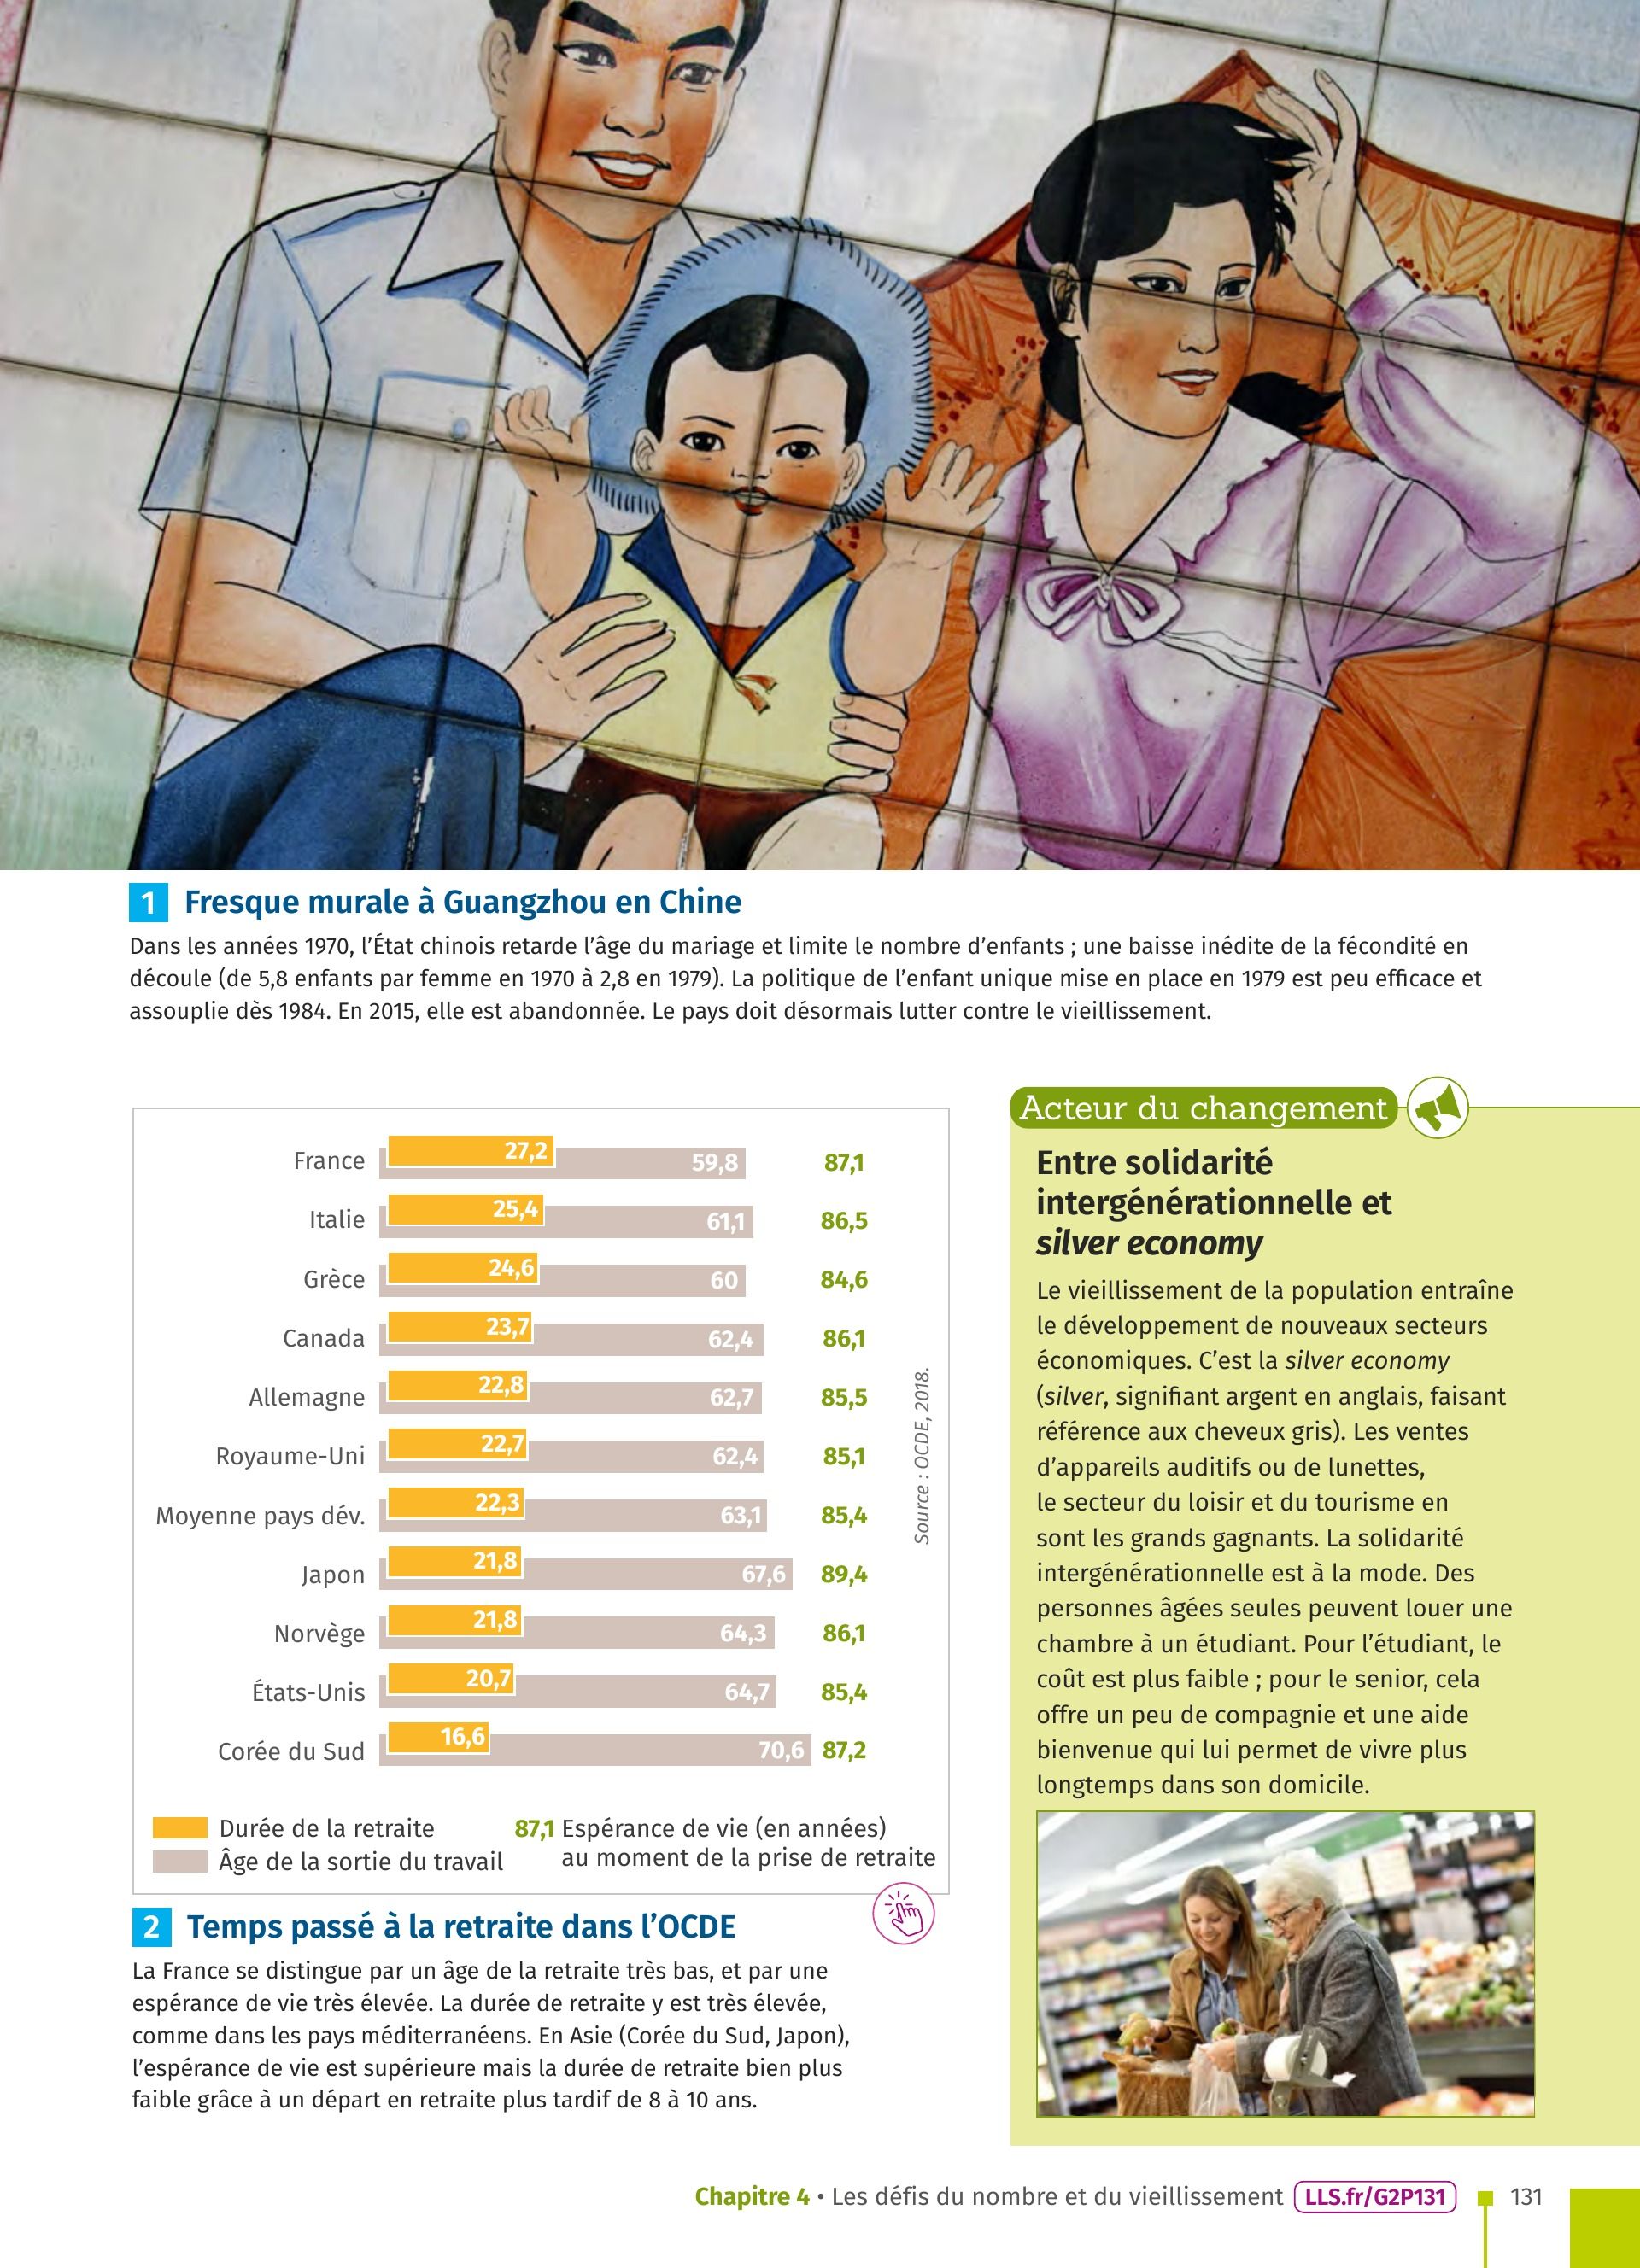 1 Fresque murale à Guangzhou en Chine
Dans les années 1970, l'État chinois retarde l'âge du mariage et limite le nombre d'enfants ; une baisse inédite de la fécondité en
découle (de 5,8 enfants par femme en 1970 à 2,8 en 1979). La politique de l'enfant unique mise en place en 1979 est peu efficace et
assouplie dès 1984. En 2015, elle est abandonnée. Le pays doit désormais lutter contre le vieillissement.
France 27,2 59,8 87,1
Italie 25,4 61,1 86,5
Grèce 24,6 60 84,6
Canada 23,7 62,4 86,1
Allemagne 22,8 62,7 85,5
Royaume-Uni 22,7 62,4 85,1
Moyenne pays dév. 22,3 63,1 85,4
Japon 21,8 67,6 89,4
Norvège 21,8 64,3 86,1
États-Unis 20,7 64,7 85,4
Corée du Sud 16,6 70,6 87,2
Source : OCDE, 2018.
Durée de la retraite
Âge de la sortie du travail
87,1 Espérance de vie (en années)
au moment de la prise de retraite
2 Temps passé à la retraite dans l'OCDE
La France se distingue par un âge de la retraite très bas, et par une
espérance de vie très élevée. La durée de retraite y est très élevée,
comme dans les pays méditerranéens. En Asie (Corée du Sud, Japon),
l'espérance de vie est supérieure mais la durée de retraite bien plus
faible grâce à un départ en retraite plus tardif de 8 à 10 ans.
Acteur du changement
Entre solidarité
intergénérationnelle et
silver economy
Le vieillissement de la population entraîne
le développement de nouveaux secteurs
économiques. C'est la silver economy
(silver, signifiant argent en anglais, faisant
référence aux cheveux gris). Les ventes
d'appareils auditifs ou de lunettes,
le secteur du loisir et du tourisme en
sont les grands gagnants. La solidarité
intergénérationnelle est à la mode. Des
personnes âgées seules peuvent louer une
chambre à un étudiant. Pour l'étudiant, le
coût est plus faible ; pour le senior, cela
offre un peu de compagnie et une aide
bienvenue qui lui permet de vivre plus
longtemps dans son domicile.
Chapitre 4 • Les défis du nombre et du vieillissement LLS.fr/G2P131 131